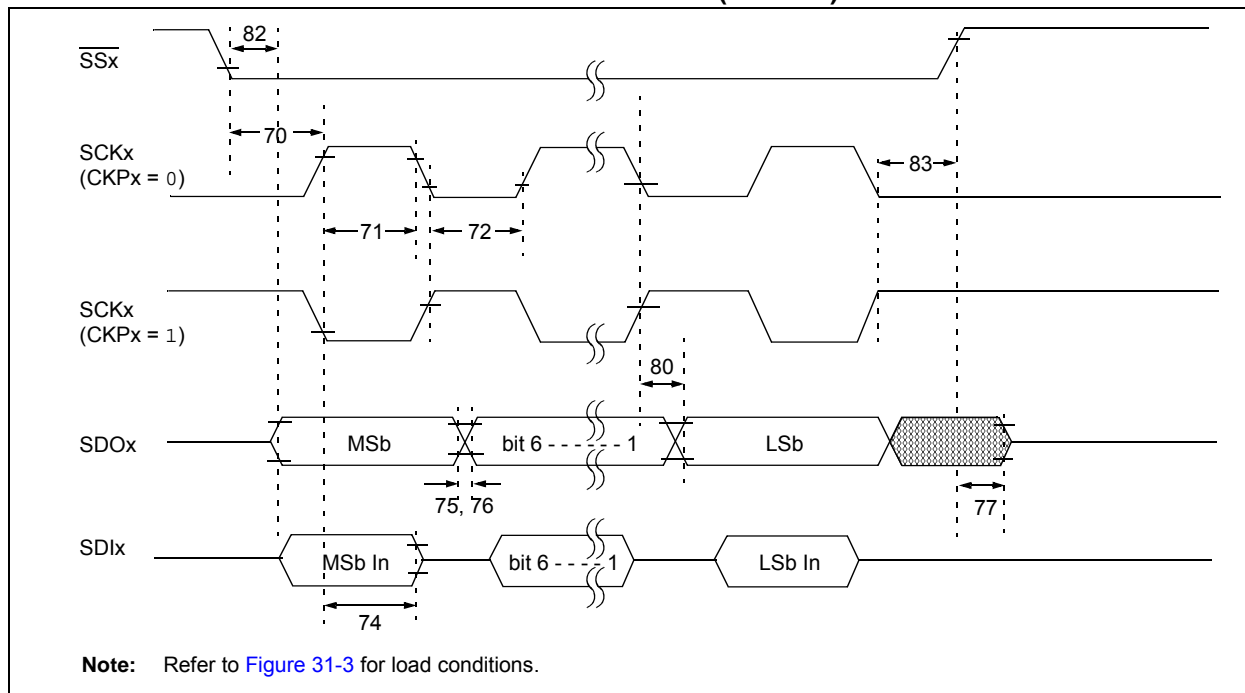 82
SSx
70
SCKx
(CKPx = 0)
83
71
72
SCKx
(CKPx = 1)
80
SDOx
MSb
bit 6 - - - - - - 1
LSb
75, 76
77
SDIx
MSb In
bit 6 - - - - 1
LSb In
74
Note: Refer to Figure 31-3 for load conditions.